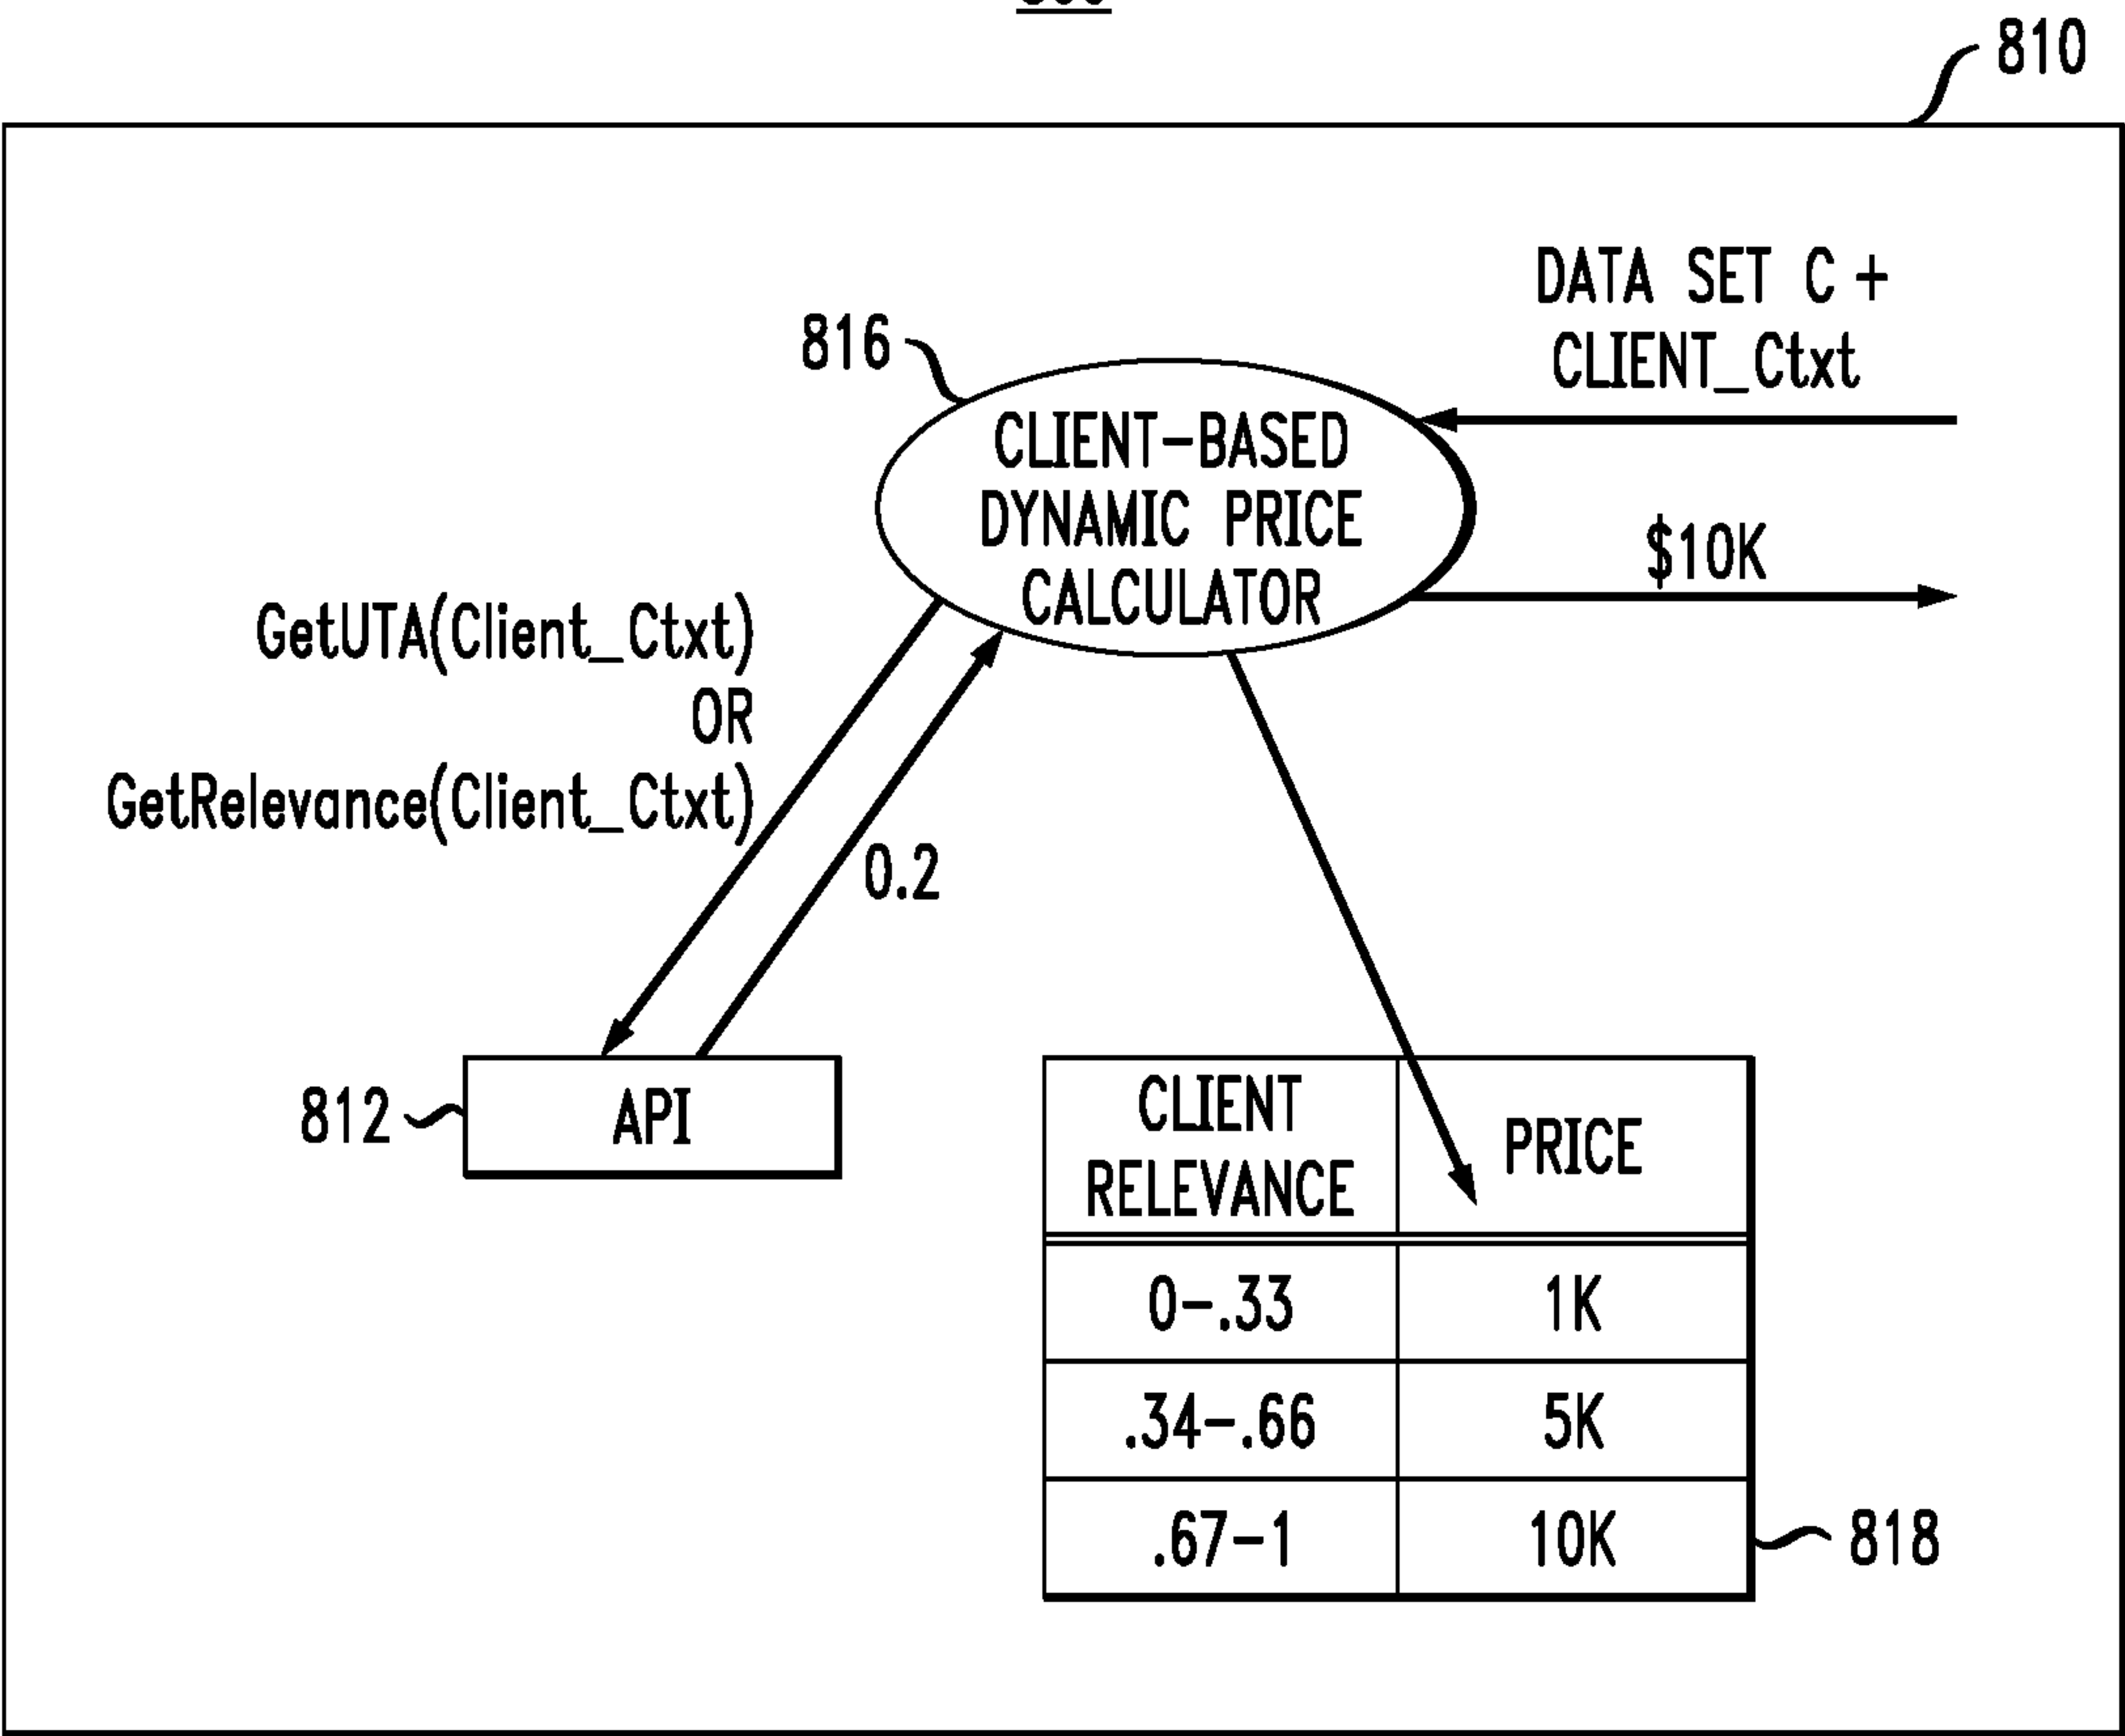 810
DATA SET C +
CLIENT_Ctxt
816
CLIENT-BASED
DYNAMIC PRICE
CALCULATOR
$10K
GetUTA(Client_Ctxt)
OR
GetRelevance(Client_Ctxt)
0.2
812
API
CLIENT
RELEVANCE
PRICE
0-.33
1K
.34-.66
5K
.67-1
10K
818